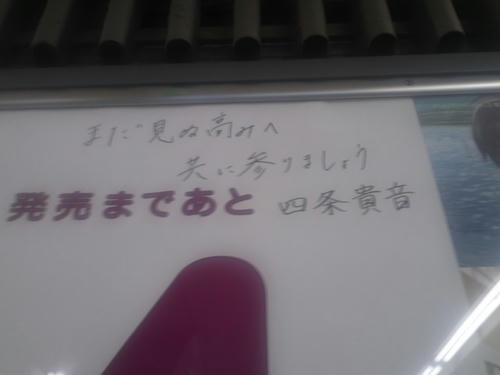 まだ見ぬ高みへ
共に参りましょう
発売まであと 四条貴音